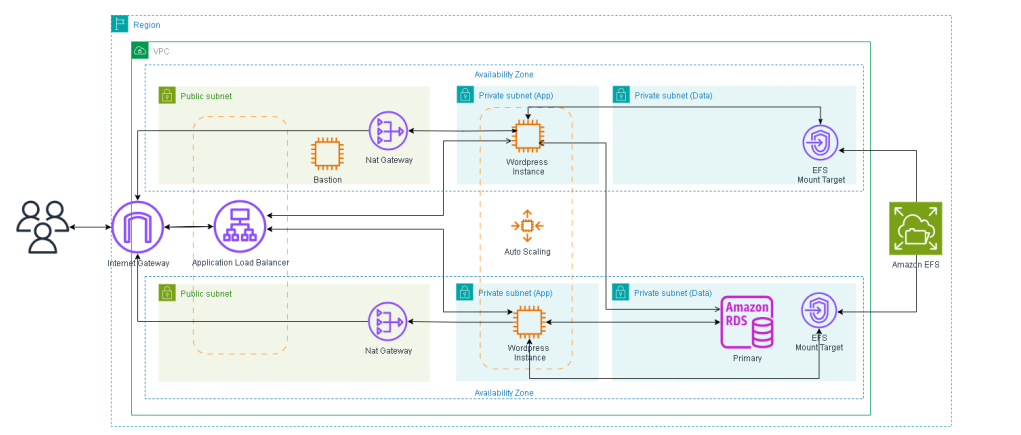 Region
VPC
Availability Zone
Public subnet
Private subnet (App)
Private subnet (Data)
Nat Gateway
Bastion
Wordpress
Instance
EFS
Mount Target
Internet Gateway
Application Load Balancer
Auto Scaling
Amazon EFS
Public subnet
Private subnet (App)
Private subnet (Data)
Amazon
RDS
Nat Gateway
Wordpress
Instance
Primary
EFS
Mount Target
Availability Zone